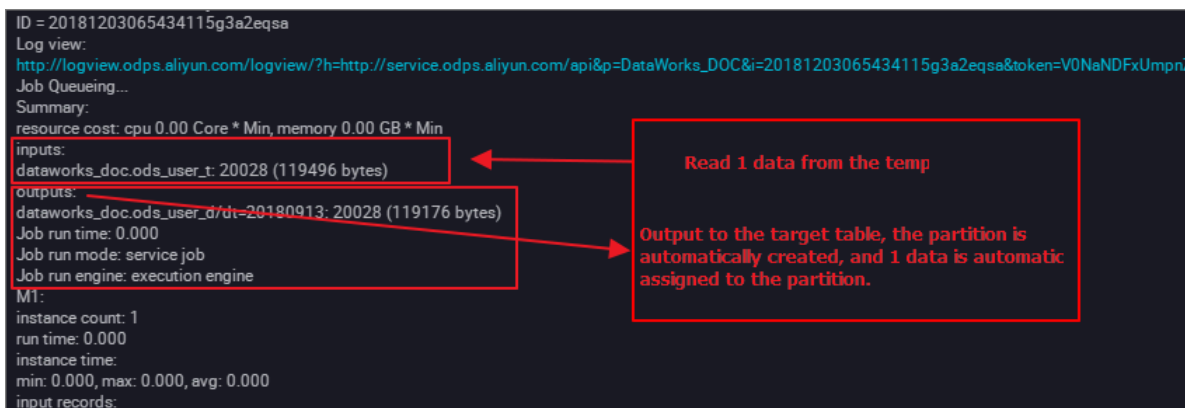 ID = 20181203065434115g3a2eqsa
Log view:
http://logview.odps.aliyun.com/logview/?h=http://service.odps.aliyun.com/api&p=DataWorks_DOC&i=20181203065434115g3a2eqsa&token=V0NaNDFxUmpn
Job Queueing...
Summary:
resource cost: cpu 0.00 Core * Min, memory 0.00 GB * Min
inputs:
dataworks_doc.ods_user_t: 20028 (119496 bytes)
outputs:
dataworks_doc.ods_user_d/dt=20180913: 20028 (119176 bytes)
Job run time: 0.000
Job run mode: service job
Job run engine: execution engine
M1:
instance count: 1
run time: 0.000
instance time:
min: 0.000, max: 0.000, avg: 0.000
input records:
Read 1 data from the temp
Output to the target table, the partition is
automatically created, and 1 data is automatic
assigned to the partition.